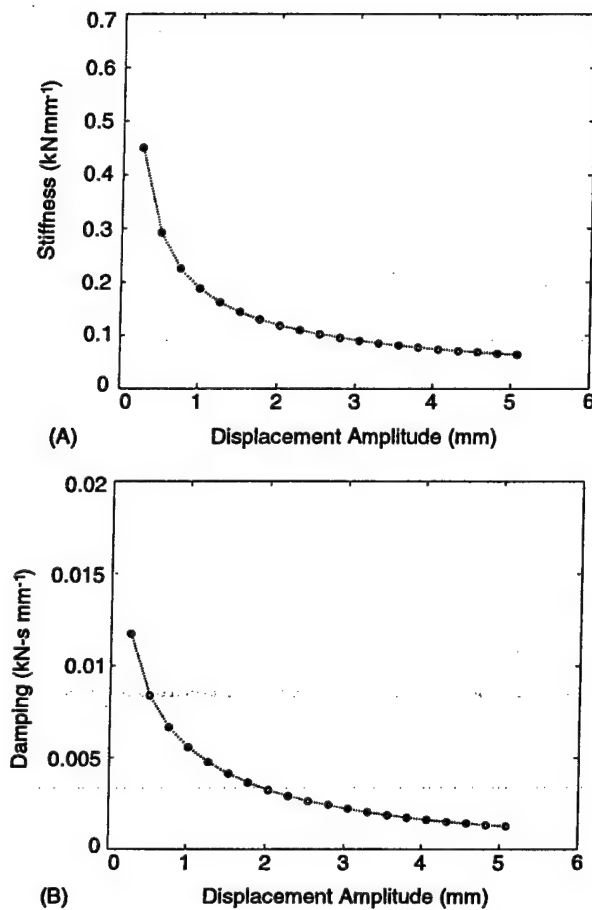 0.7
0.6
0.5
0.4
0.3
0.2
0.1
0
Stiffness (kN mm-1)
0 1 2 3 4 5 6
(A) Displacement Amplitude (mm)
0.02
0.015
0.01
0.005
0
Damping (kN-s mm-1)
0 1 2 3 4 5 6
(B) Displacement Amplitude (mm)